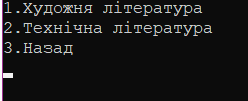 1.Художня література
2.Технічна література
3.Назад